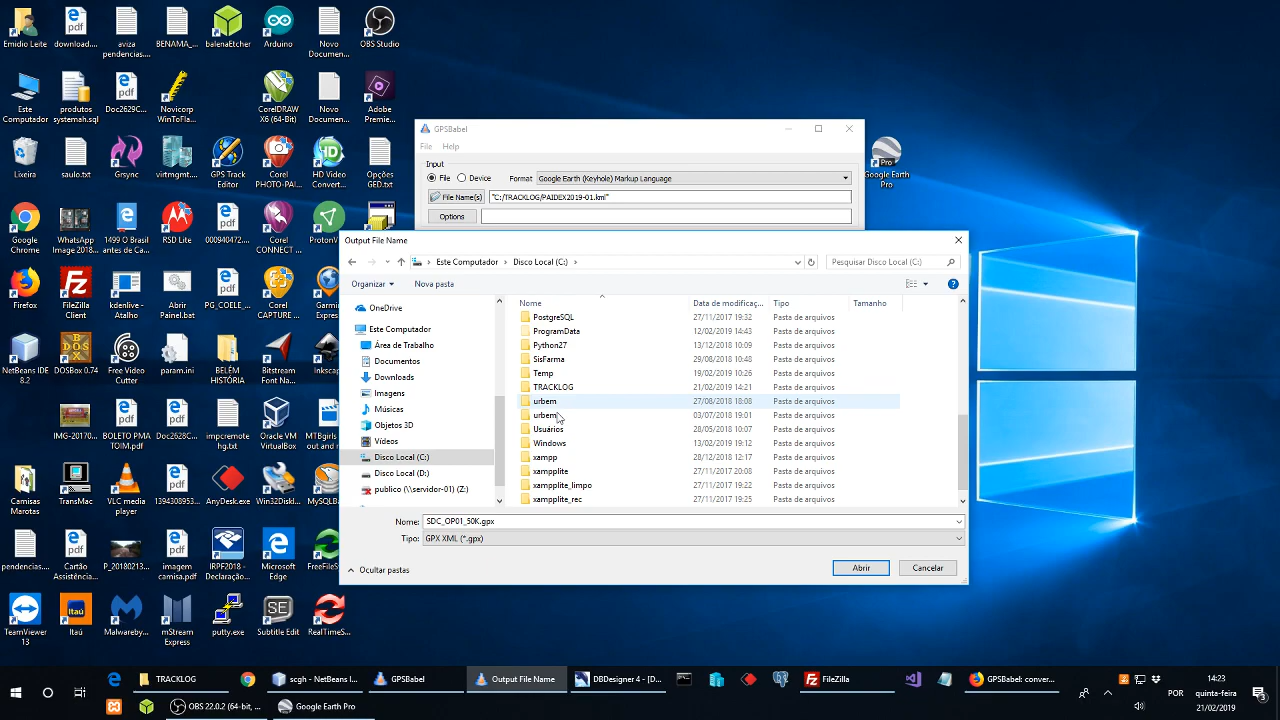 Emidio Leite
download....
aviza
pendencias....
BENAMA_...
balenaEtcher
Arduino
Novo
Documen...
OBS Studio
Este
Computador
produtos
systemah.sql
Doc2629C...
Novicorp
WinToFla...
CorelDRAW
X6 (64-Bit)
Novo
Documen...
Adobe
Premie...
Lixeira
saulo.txt
Grsync
virtmgmt....
GPS Track
Editor
Corel
PHOTO-PAI...
HD Video
Convert...
Opções
GED.txt
Google
Chrome
WhatsApp
Image 2018...
1499 O Brasil
antes de Ca...
RSD Lite
000940472....
Corel
CONNECT ...
ProtonV
Firefox
FileZilla
Client
kdenlive -
Atalho
Abrir
Painel.bat
PG_COELE_...
Corel
CAPTURE ...
Garmin
Express
NetBeans IDE
8.2
DOSBox 0.74
Free Video
Cutter
param.ini
BELÉM
HISTÓRIA
Bitstream
Font Na...
Inksca
IMG-20170...
BOLETO PMA
TOIM.pdf
Doc2628C...
impcremote
hg.txt
Oracle VM
VirtualBox
MTBgirls
out and n
Camisas
Marotas
TransMac
VLC media
player
1394308953...
AnyDesk.exe
Win32Diskl...
MySQLB
pendencias....
Cartão
Assistência...
P_20180213...
imagem
camisa.pdf
IRPF2018 -
Declaração...
Microsoft
Edge
FreeFileS
TeamViewer
13
Itaú
Malwareby...
mStream
Express
putty.exe
Subtitle Edit
RealTimeS...
Google Earth
Pro
GPSBabel
File Help
Input
File Device Format Google Earth (Keyhole) Markup Language
File Name(s) "C:/TRACKLOG/PAIDEX2019-01.kml"
Options
Output File Name
Este Computador › Disco Local (C:) ›
Pesquisar Disco Local (C:)
Organizar Nova pasta
OneDrive
Este Computador
Área de Trabalho
Documentos
Downloads
Imagens
Músicas
Objetos 3D
Vídeos
Disco Local (C:)
Disco Local (D:)
publico (\\servidor-01) (Z:)
Nome Data de modificaç... Tipo Tamanho
PostgreSQL 27/11/2017 19:32 Pasta de arquivos
ProgramData 12/02/2019 14:43 Pasta de arquivos
Python27 13/12/2018 10:09 Pasta de arquivos
SisFarma 29/08/2018 10:48 Pasta de arquivos
Temp 19/02/2019 10:26 Pasta de arquivos
TRACKLOG 21/02/2019 14:21 Pasta de arquivos
urbem 27/08/2018 18:08 Pasta de arquivos
urbem 03/07/2018 19:01 Pasta de arquivos
Usuários 28/05/2018 10:07 Pasta de arquivos
Windows 13/02/2019 19:12 Pasta de arquivos
xampp 28/12/2018 12:17 Pasta de arquivos
xampplite 27/11/2017 20:08 Pasta de arquivos
xampplite_limpo 27/11/2017 19:22 Pasta de arquivos
xampplite_rec 27/11/2017 19:25 Pasta de arquivos
Nome: SDC_OP01_50K.gpx
Tipo: GPX XML (*.gpx)
Ocultar pastas
Abrir Cancelar
TRACKLOG
scgh - NetBeans I...
GPSBabel
Output File Name
DBDesigner 4 - [D...
FileZilla
GPSBabel: conver...
OBS 22.0.2 (64-bit, ...
Google Earth Pro
POR
14:23
quinta-feira
21/02/2019